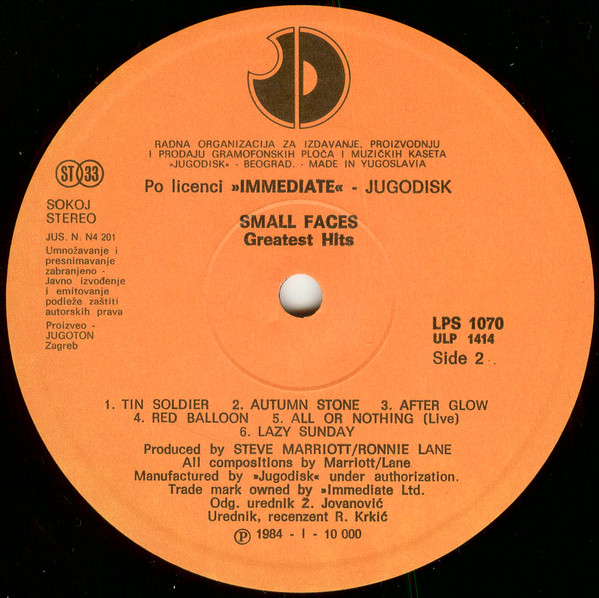 RADNA ORGANIZACIJA ZA IZDAVANJE, PROIZVODNJU
I PRODAJU GRAMOFONSKIH PLOČA I MUZIČKIH KASETA
»JUGODISK« - BEOGRAD. - MADE IN YUGOSLAVIA
Po licenci »IMMEDIATE« - JUGODISK
ST 33
SOKOJ
STEREO
JUS. N. N4 201
Umnožavanje i
presnimavanje
zabranjeno -
Javno izvođenje
i emitovanje
podleže zaštiti
autorskih prava
Proizveo -
JUGOTON
Zagreb
SMALL FACES
Greatest Hits
LPS 1070
ULP 1414
Side 2
1. TIN SOLDIER 2. AUTUMN STONE 3. AFTER GLOW
4. RED BALLOON 5. ALL OR NOTHING (Live)
6. LAZY SUNDAY
Produced by STEVE MARRIOTT/RONNIE LANE
All compositions by Marriott/Lane
Manufactured by »Jugodisk« under authorization.
Trade mark owned by »Immediate Ltd.
Odg. urednik Ž. Jovanović
Urednik, recenzent R. Krkić
Ⓟ 1984 - I - 10 000